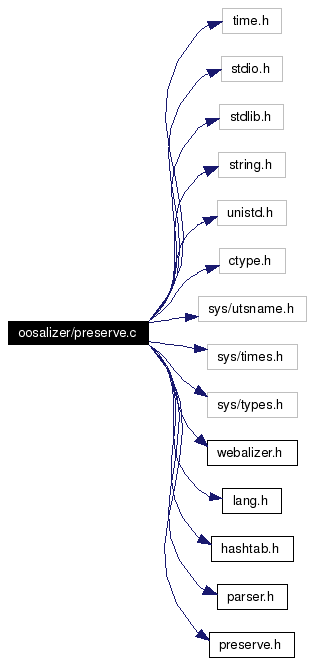 time.h
stdio.h
stdlib.h
string.h
unistd.h
ctype.h
sys/utsname.h
oosalizer/preserve.c
sys/times.h
sys/types.h
webalizer.h
lang.h
hashtab.h
parser.h
preserve.h